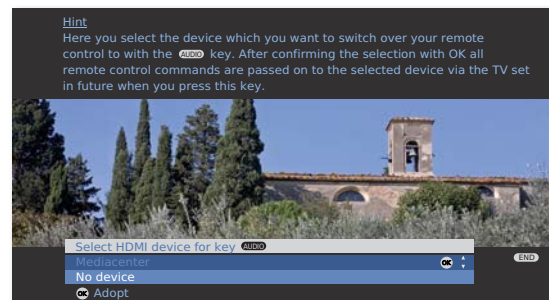 Hint
Here you select the device which you want to switch over your remote
control to with the AUDIO key. After confirming the selection with OK all
remote control commands are passed on to the selected device via the TV set
in future when you press this key.
Select HDMI device for key AUDIO
Mediacenter OK
No device
OK Adopt
END